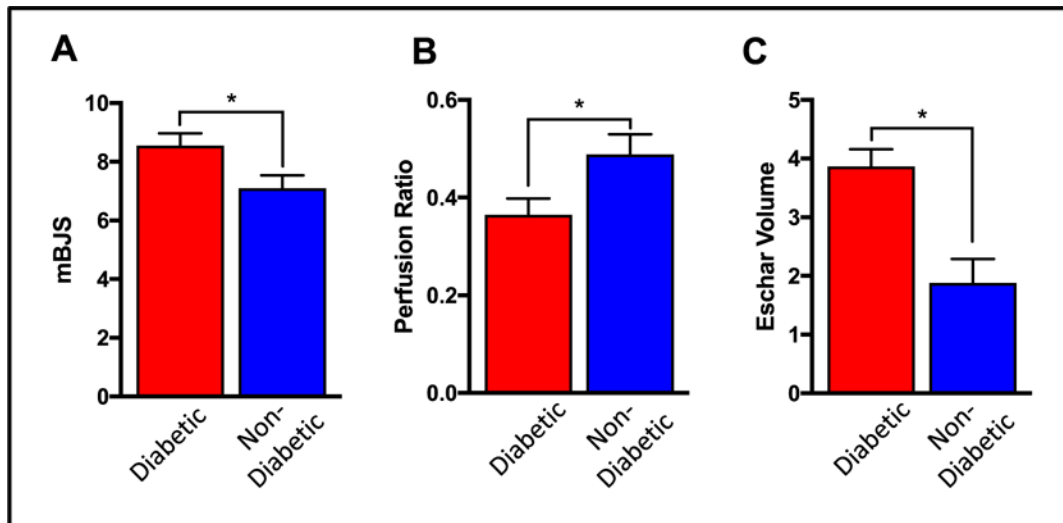 A
mBJS
10
8
6
4
2
0
*
Diabetic
Non-
Diabetic
B
Perfusion Ratio
0.6
0.4
0.2
0.0
*
Diabetic
Non-
Diabetic
C
Eschar Volume
5
4
3
2
1
0
*
Diabetic
Non-
Diabetic